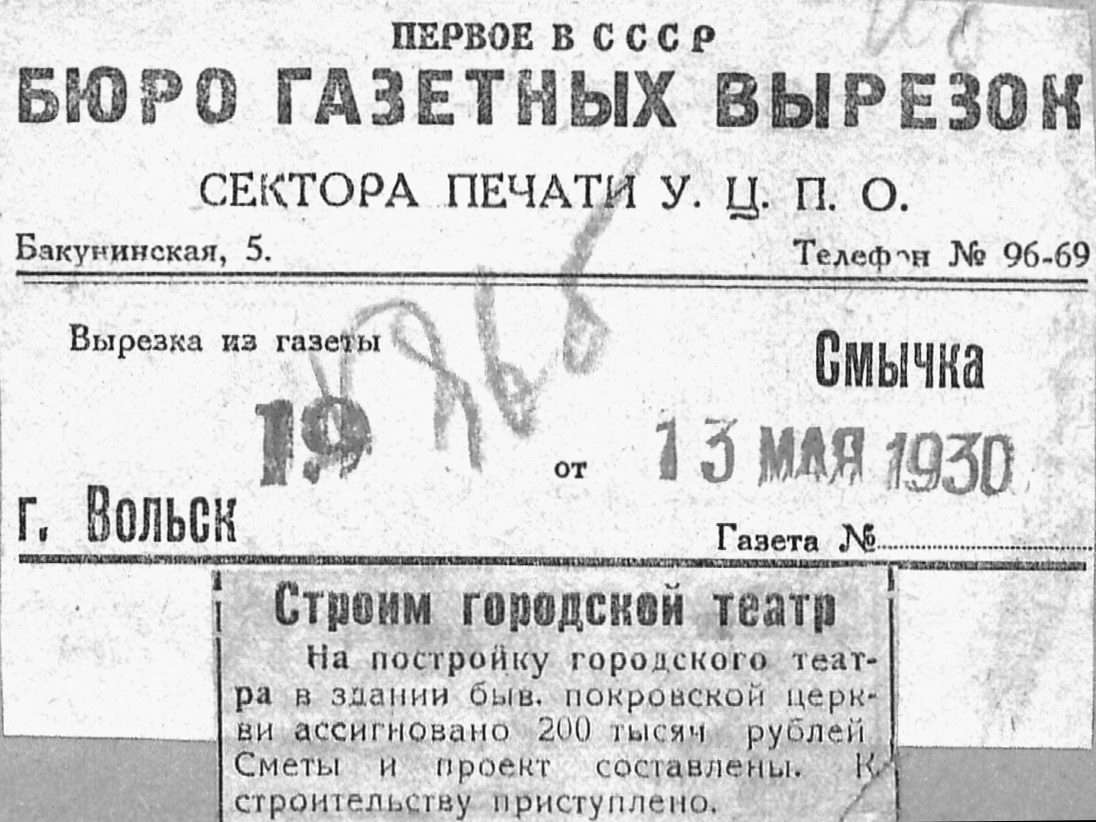 ПЕРВОЕ В СССР
БЮРО ГАЗЕТНЫХ ВЫРЕЗОК
СЕКТОРА ПЕЧАТИ У. Ц. П. О.
Бакунинская, 5. Телефон № 96-69
Вырезка из газеты Смычка
19 от 13 МАЯ 1930
г. Вольск Газета №
Строим городской театр
На постройку городского теат-
ра в здании быв. покровской церк-
ви ассигновано 200 тысяч рублей
Сметы и проект составлены. К
строительству приступлено.